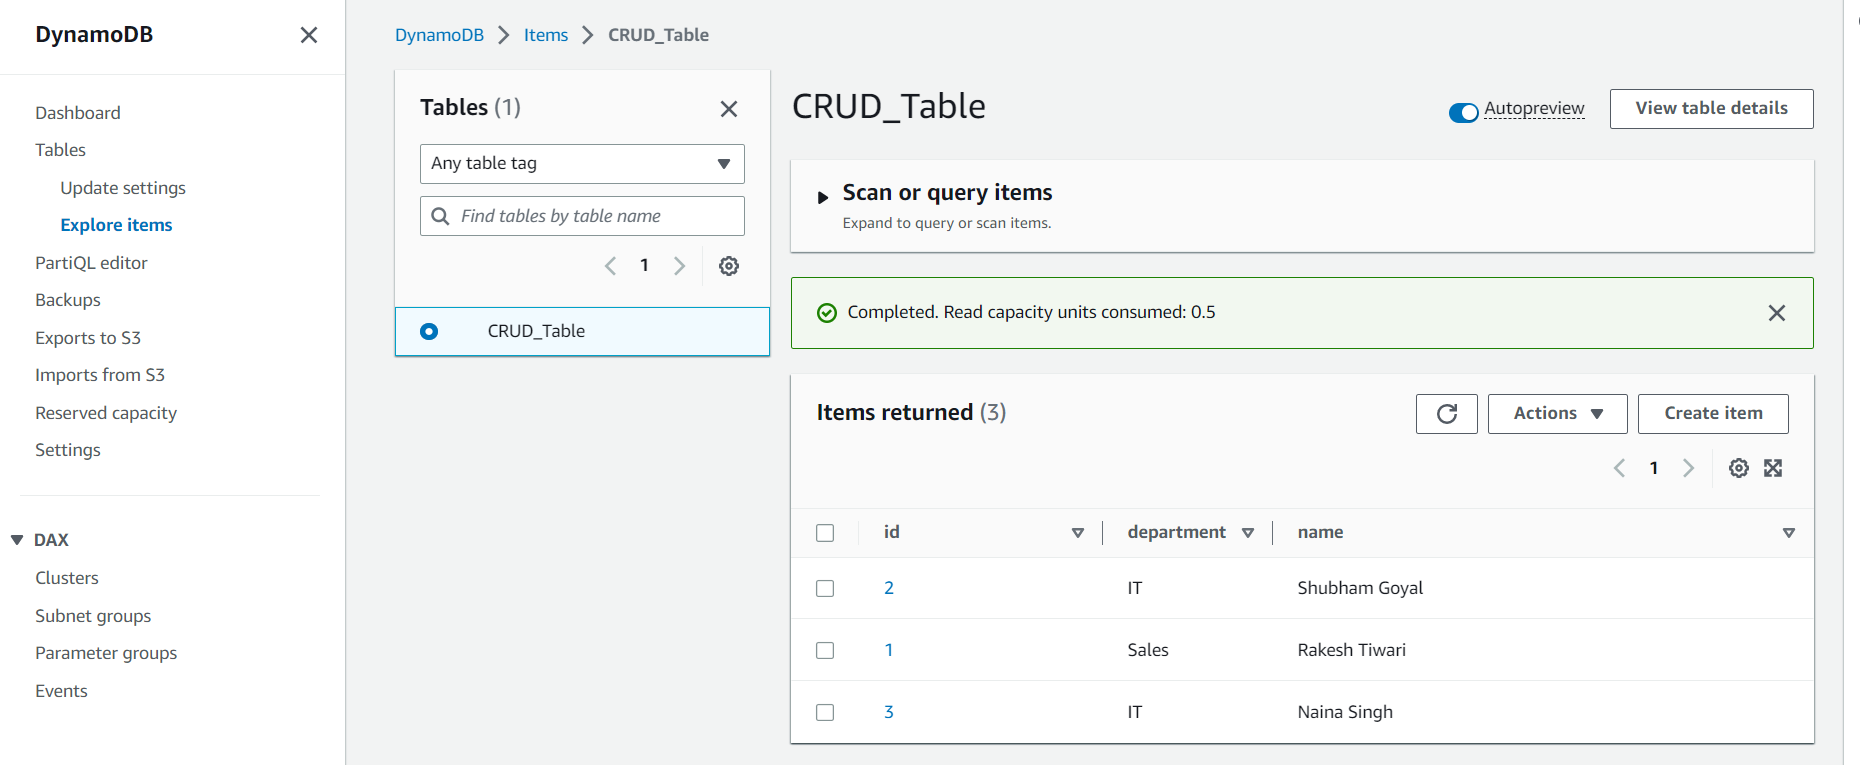 DynamoDB
Dashboard
Tables
Update settings
Explore items
PartiQL editor
Backups
Exports to S3
Imports from S3
Reserved capacity
Settings
DAX
Clusters
Subnet groups
Parameter groups
Events
DynamoDB Items CRUD_Table
Tables (1)
Any table tag
Find tables by table name
1
CRUD_Table
CRUD_Table
Autopreview
View table details
Scan or query items
Expand to query or scan items.
Completed. Read capacity units consumed: 0.5
Items returned (3)
Actions
Create item
1
id department name
2 IT Shubham Goyal
1 Sales Rakesh Tiwari
3 IT Naina Singh